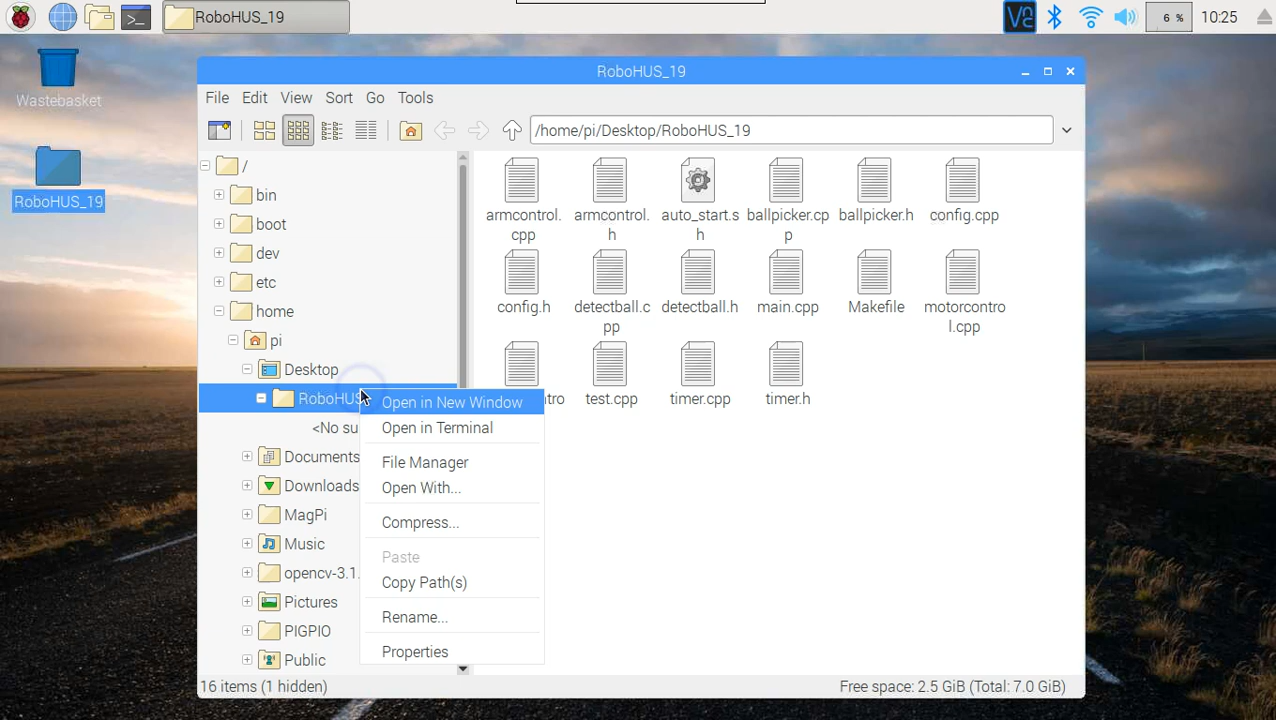 RoboHUS_19
6 %
10:25
Wastebasket
RoboHUS_19
RoboHUS_19
File Edit View Sort Go Tools
/home/pi/Desktop/RoboHUS_19
/
bin
boot
dev
etc
home
pi
Desktop
RoboHUS
<No su
Documents
Downloads
MagPi
Music
opencv-3.1.
Pictures
PIGPIO
Public
Open in New Window
Open in Terminal
File Manager
Open With...
Compress...
Paste
Copy Path(s)
Rename...
Properties
armcontrol.
cpp
armcontrol.
h
auto_start.s
h
ballpicker.cp
p
ballpicker.h
config.cpp
config.h
detectball.c
pp
detectball.h
main.cpp
Makefile
motorcontro
l.cpp
ntro
test.cpp
timer.cpp
timer.h
16 items (1 hidden)
Free space: 2.5 GiB (Total: 7.0 GiB)